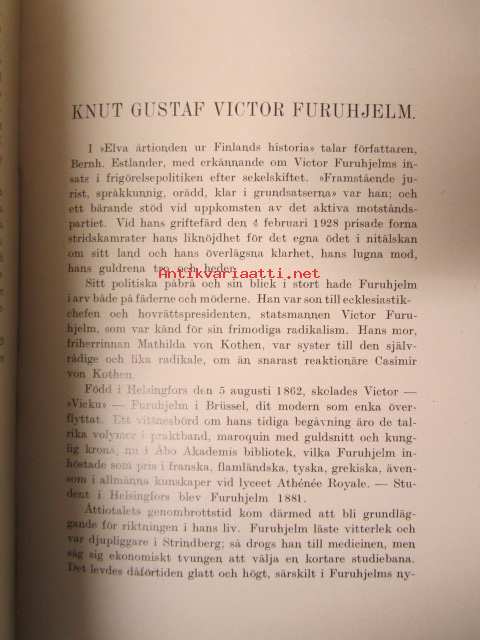 KNUT GUSTAF VICTOR FURUHJELM.
I »Elva årtionden ur Finlands historia» talar författaren,
Bernh. Estlander, med erkännande om Victor Furuhjelms in-
sats i frigörelsepolitiken efter sekelskiftet. »Framstående ju-
rist, språkkunnig, orädd, klar i grundsatserna» var han; och
ett bärande stöd vid uppkomsten av det aktiva motstånds-
partiet. Vid hans griftefärd den 4 februari 1928 prisade forna
stridskamrater hans liknöjdhet för det egna ödet i nitälskan
om sitt land och hans överlägsna klarhet, hans lugna mod,
hans guldrena tro och heder.
Antikvariaatti.net
Sitt politiska påbrå och sin blick i stort hade Furuhjelm
i arv både på fäderne och möderne. Han var son till ecklesiastik-
chefen och hovrättspresidenten, statsmannen Victor Furu-
hjelm, som var känd för sin frimodiga radikalism. Hans mor,
friherrinnan Mathilda von Kothen, var syster till den själv-
rådige och lika radikale, om än snarast reaktionäre Casimir
von Kothen.
Född i Helsingfors den 5 augusti 1862, skolades Victor —
»Vicku» — Furuhjelm i Brüssel, dit modern som enka över-
flyttat. Ett vittnesbörd om hans tidiga begåvning äro de tal-
rika volymer i praktband, maroquin med guldsnitt och kung-
lig krona, nu i Åbo Akademis bibliotek, vilka Furuhjelm in-
höstade som pris i franska, flamländska, tyska, grekiska, även-
som i allmänna kunskaper vid lyceet Athénée Royale. — Stu-
dent i Helsingfors blev Furuhjelm 1881.
Åttiotalets genombrottstid kom därmed att bli grundläg-
gande för riktningen i hans liv. Furuhjelm läste vitterlek och
var djupliggare i Strindberg; så drogs han till medicinen, men
såg sig ekonomiskt tvungen att välja en kortare studiebana.
Det levdes dåförtiden glatt och högt, särskilt i Furuhjelms ny-